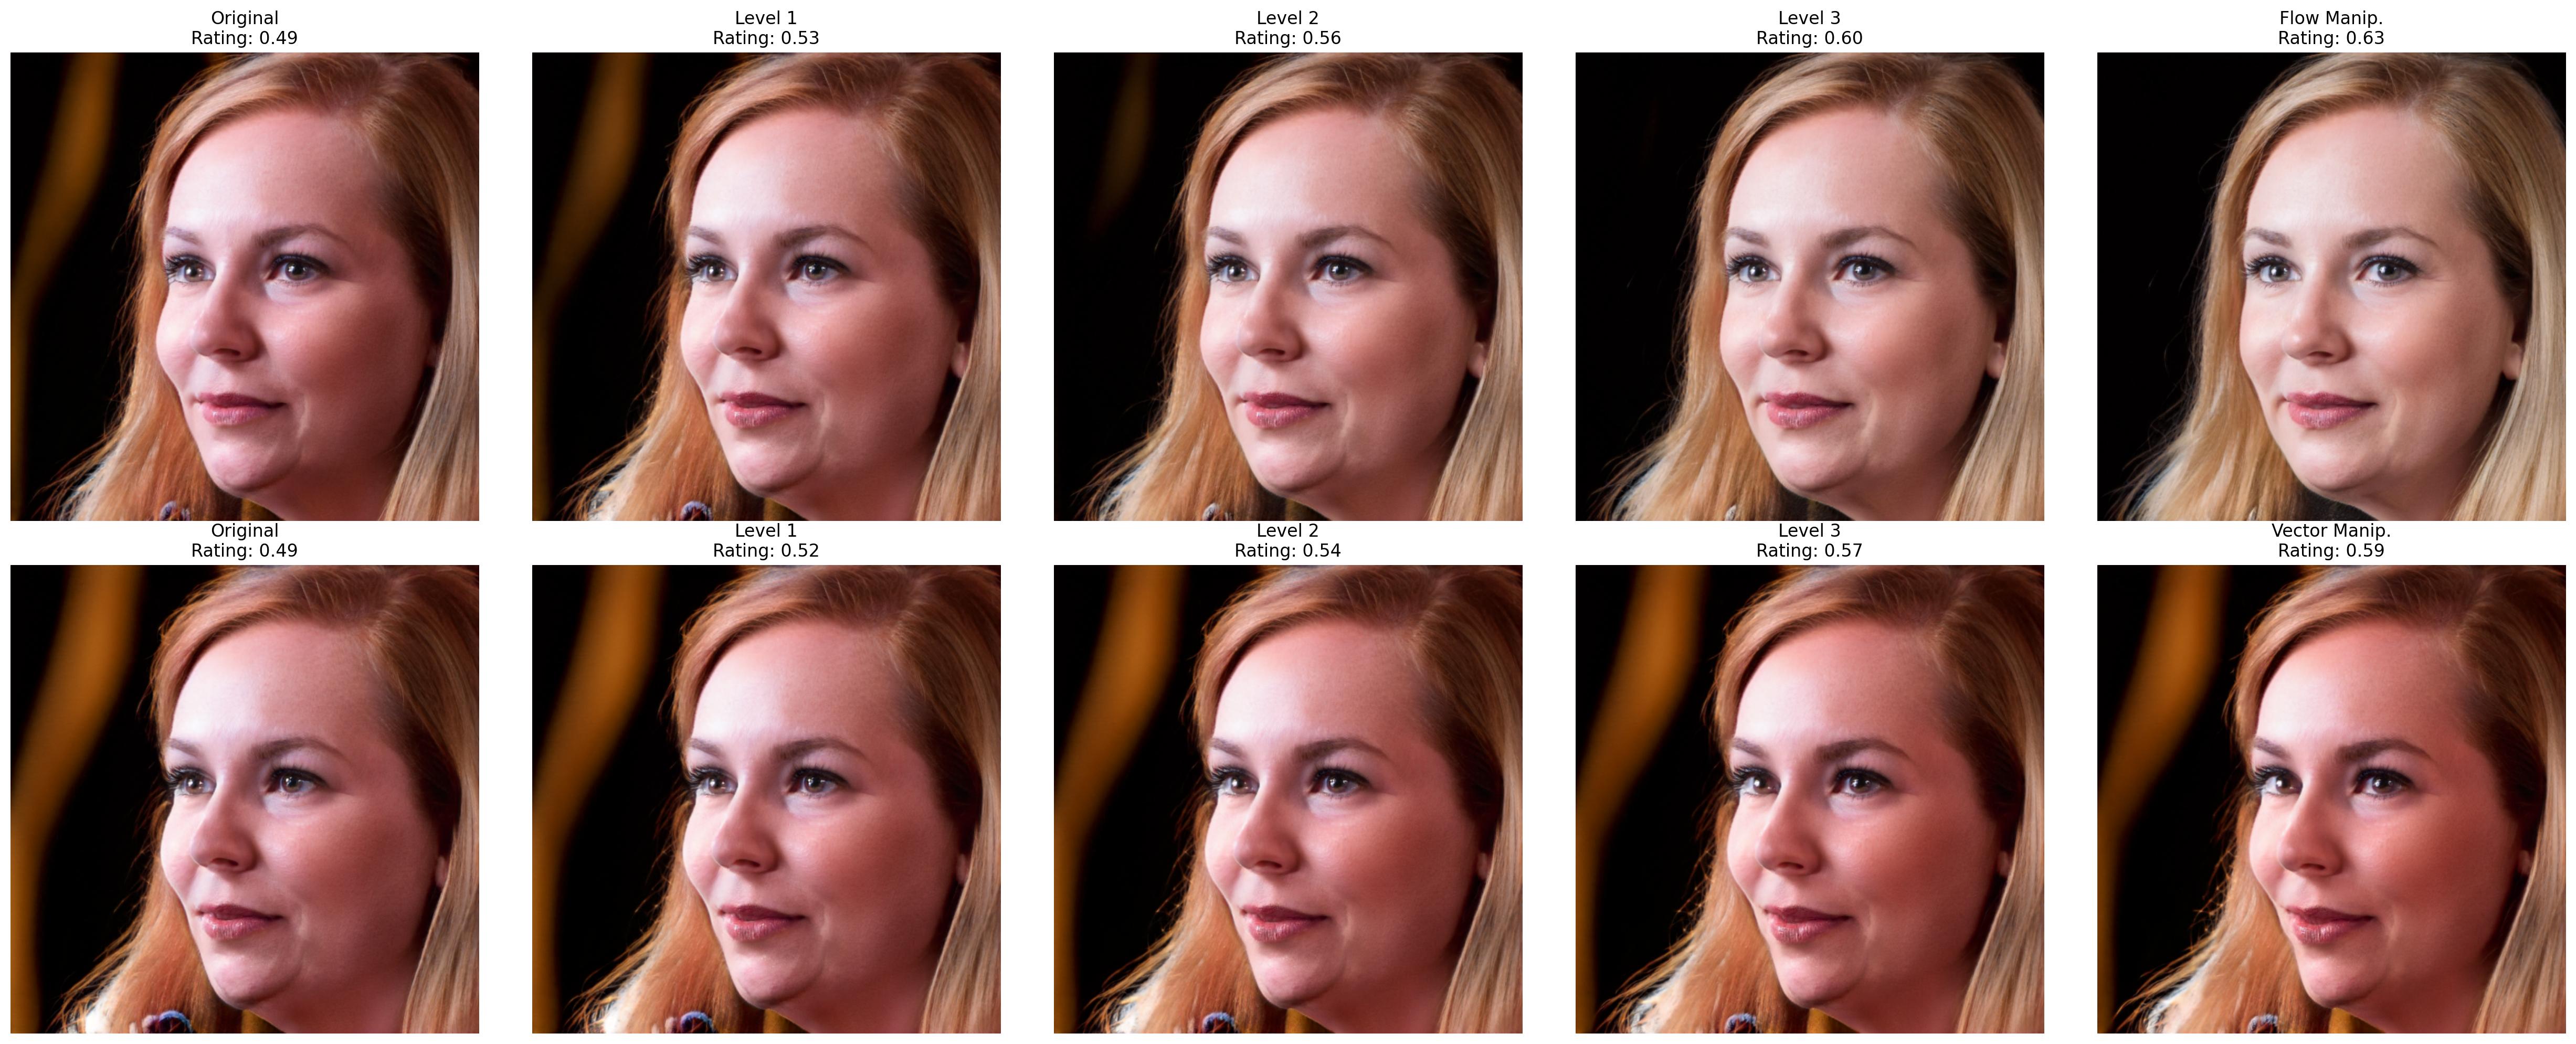 Original
Rating: 0.49
Level 1
Rating: 0.53
Level 2
Rating: 0.56
Level 3
Rating: 0.60
Flow Manip.
Rating: 0.63
Original
Rating: 0.49
Level 1
Rating: 0.52
Level 2
Rating: 0.54
Level 3
Rating: 0.57
Vector Manip.
Rating: 0.59